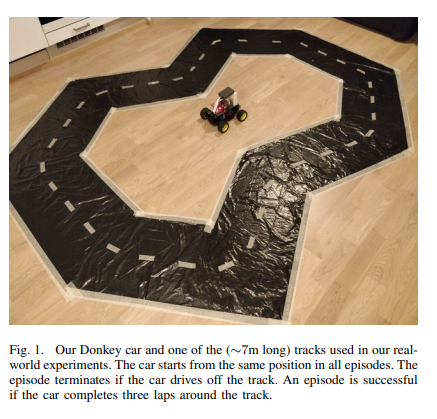 Fig. 1. Our Donkey car and one of the (∼7m long) tracks used in our real-
world experiments. The car starts from the same position in all episodes. The
episode terminates if the car drives off the track. An episode is successful
if the car completes three laps around the track.